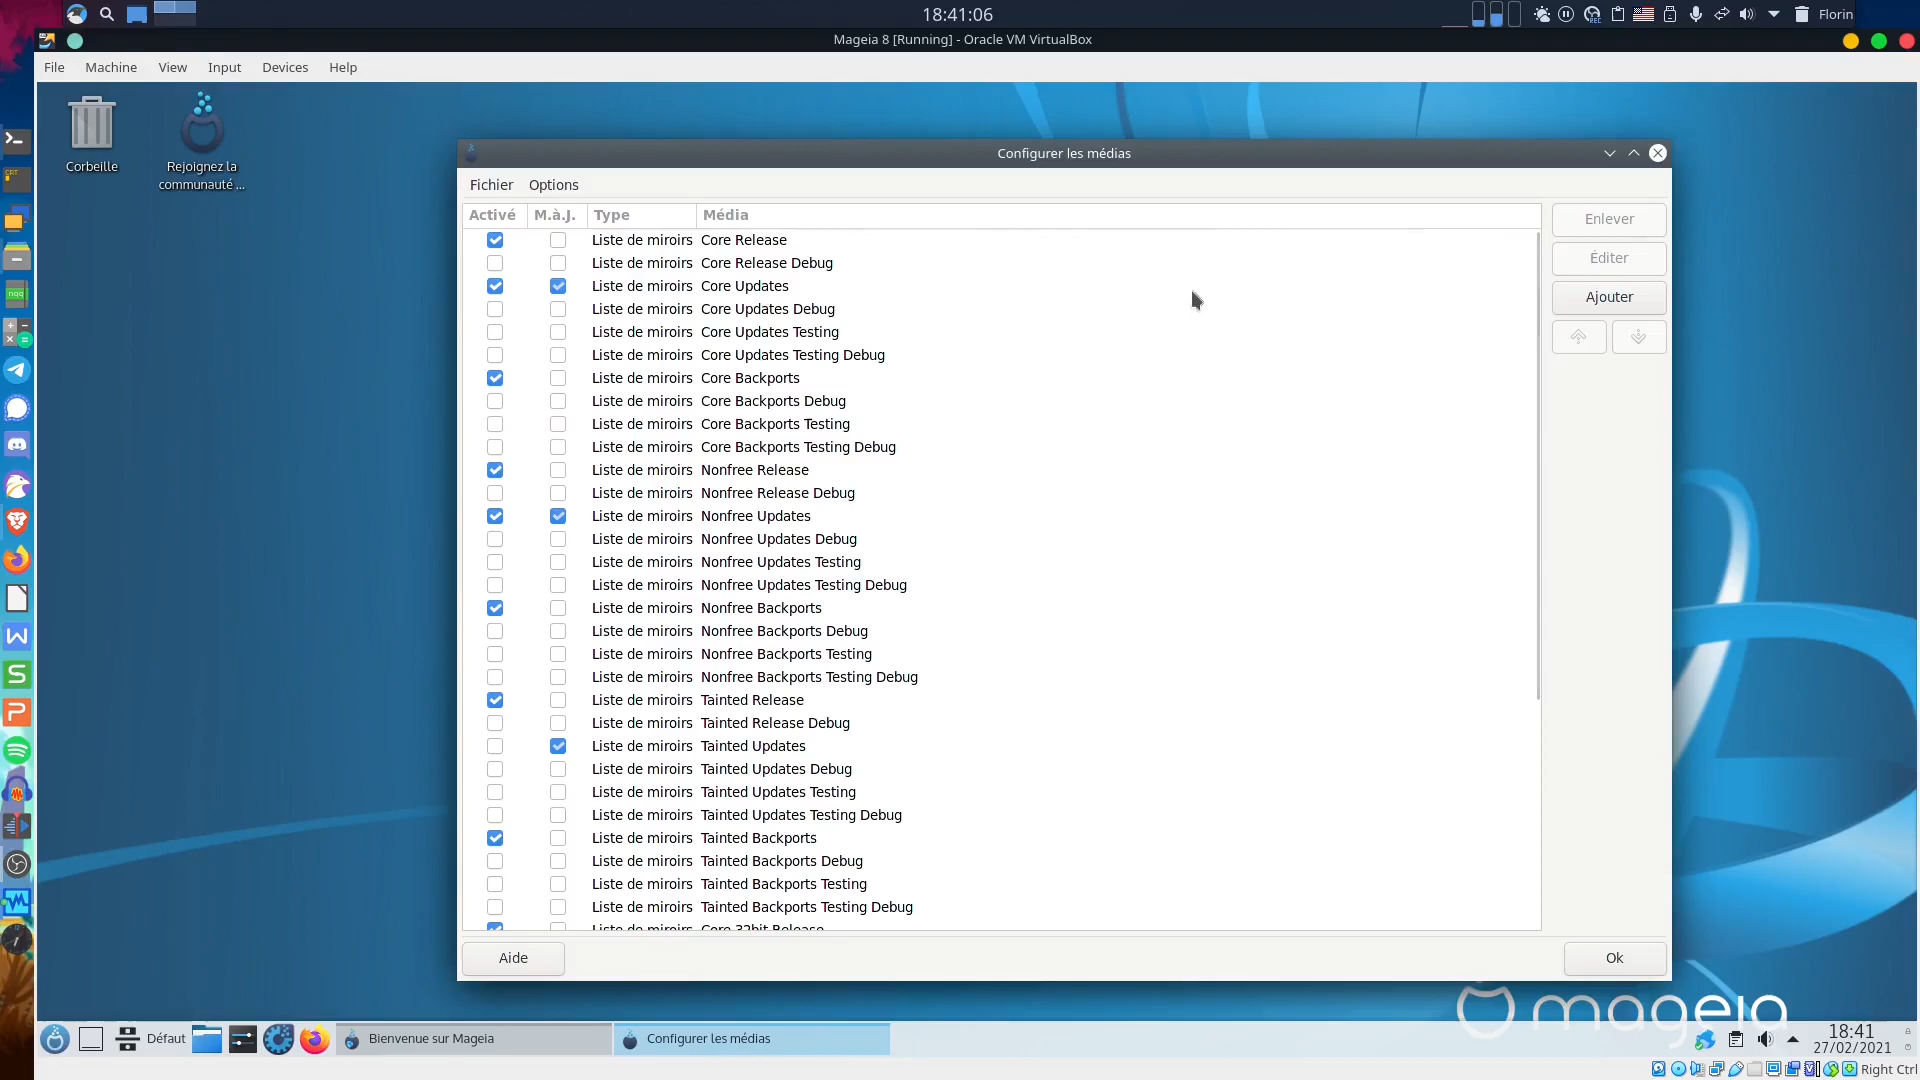 18:41:06
Florin
Mageia 8 [Running] - Oracle VM VirtualBox
File Machine View Input Devices Help
Corbeille
Rejoignez la
communauté ...
Configurer les médias
Fichier Options
Activé M.à.J. Type Média
Liste de miroirs Core Release
Liste de miroirs Core Release Debug
Liste de miroirs Core Updates
Liste de miroirs Core Updates Debug
Liste de miroirs Core Updates Testing
Liste de miroirs Core Updates Testing Debug
Liste de miroirs Core Backports
Liste de miroirs Core Backports Debug
Liste de miroirs Core Backports Testing
Liste de miroirs Core Backports Testing Debug
Liste de miroirs Nonfree Release
Liste de miroirs Nonfree Release Debug
Liste de miroirs Nonfree Updates
Liste de miroirs Nonfree Updates Debug
Liste de miroirs Nonfree Updates Testing
Liste de miroirs Nonfree Updates Testing Debug
Liste de miroirs Nonfree Backports
Liste de miroirs Nonfree Backports Debug
Liste de miroirs Nonfree Backports Testing
Liste de miroirs Nonfree Backports Testing Debug
Liste de miroirs Tainted Release
Liste de miroirs Tainted Release Debug
Liste de miroirs Tainted Updates
Liste de miroirs Tainted Updates Debug
Liste de miroirs Tainted Updates Testing
Liste de miroirs Tainted Updates Testing Debug
Liste de miroirs Tainted Backports
Liste de miroirs Tainted Backports Debug
Liste de miroirs Tainted Backports Testing
Liste de miroirs Tainted Backports Testing Debug
Liste de miroirs Core 32bit Release
Enlever
Éditer
Ajouter
Aide
Ok
mageia
Défaut
Bienvenue sur Mageia
Configurer les médias
18:41
27/02/2021
Right Ctrl